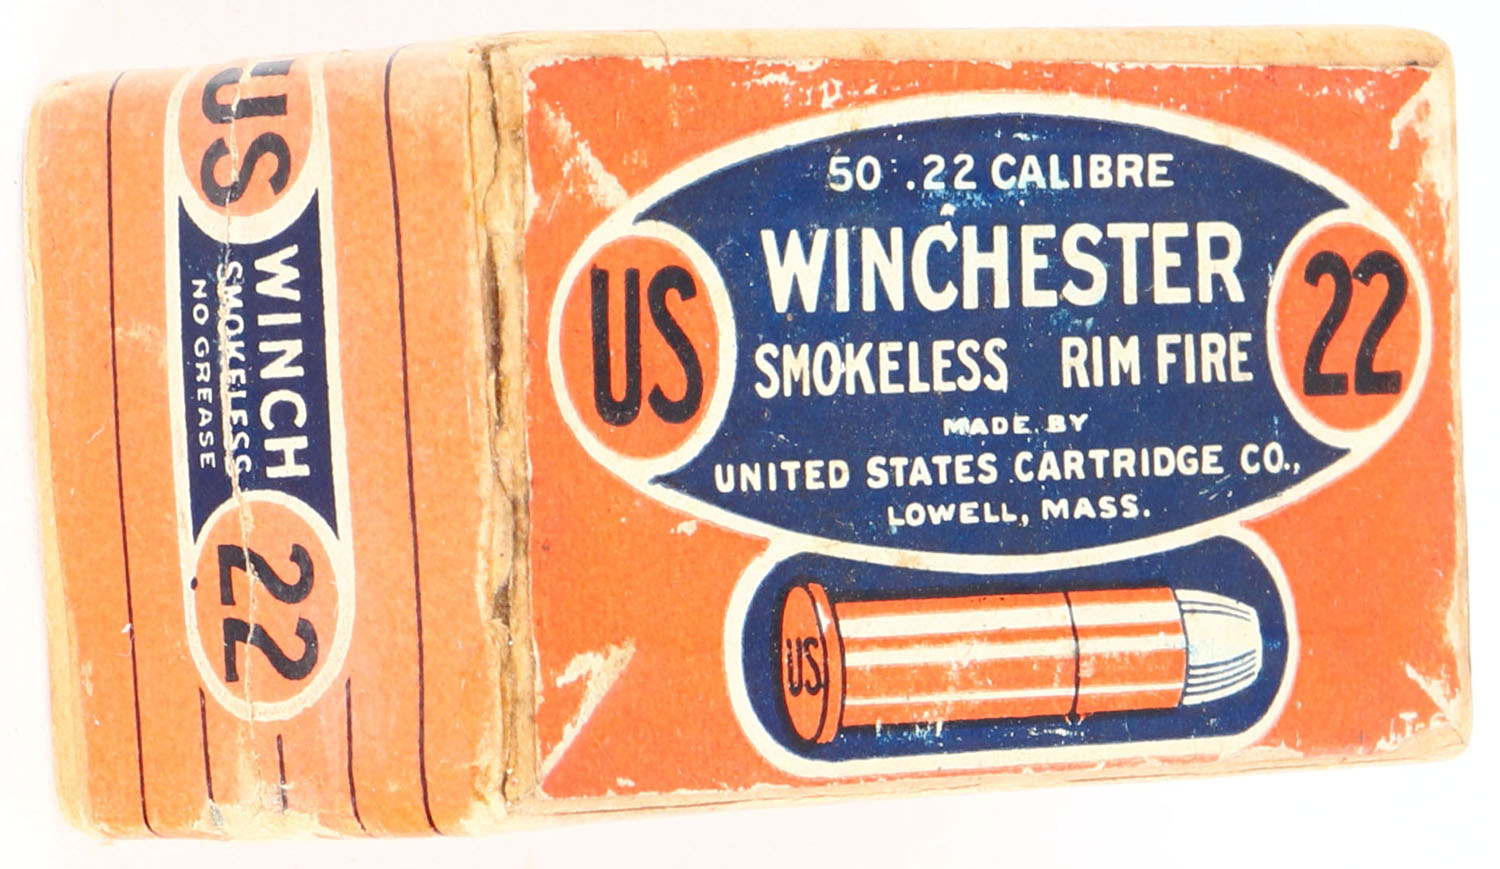 50 .22 CALIBRE
WINCHESTER
US
22
SMOKELESS RIM FIRE
MADE BY
UNITED STATES CARTRIDGE CO.,
LOWELL, MASS.
US
US
WINCH
SMOKELESS
NO GREASE
22